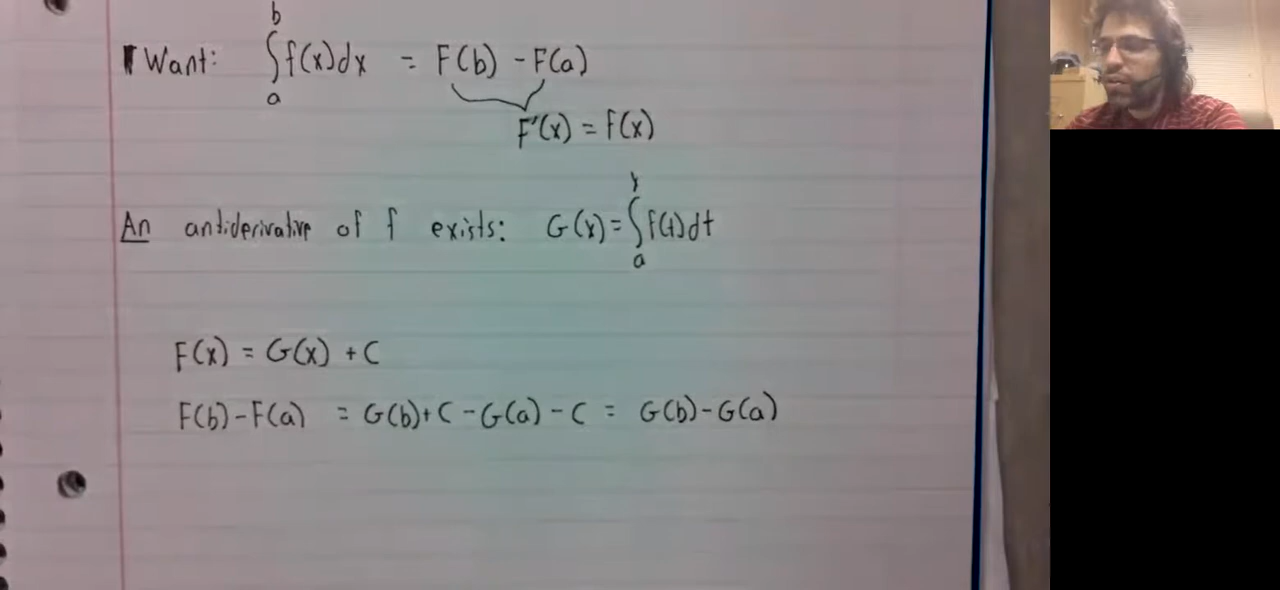 Want: ∫_a^b f(x)dx = F(b) - F(a)
F'(x) = f(x)
An antiderivative of f exists: G(x) = ∫_a^x f(t)dt
F(x) = G(x) + C
F(b) - F(a) = G(b) + C - G(a) - C = G(b) - G(a)